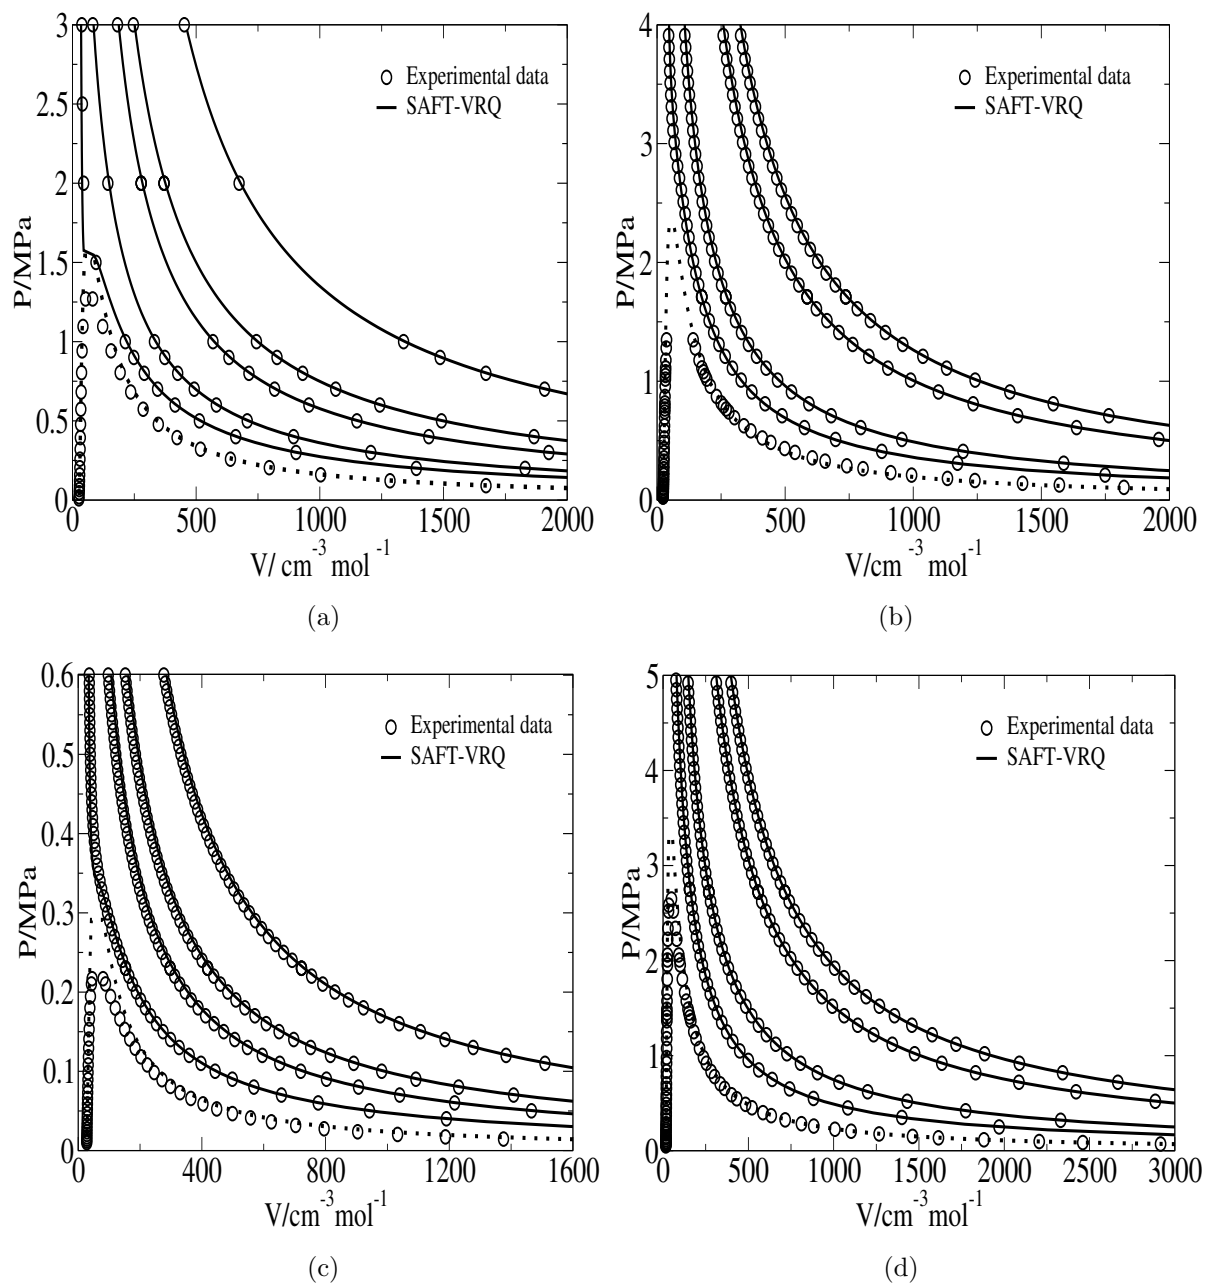 3
2.5
2
1.5
1
0.5
0
P/MPa
Experimental data
SAFT-VRQ
0 500 1000 1500 2000
V/ cm-3 mol-1
(a)
4
3
2
1
0
P/MPa
Experimental data
SAFT-VRQ
0 500 1000 1500 2000
V/cm-3 mol-1
(b)
0.6
0.5
0.4
0.3
0.2
0.1
0
P/MPa
Experimental data
SAFT-VRQ
0 400 800 1200 1600
V/cm-3 mol-1
(c)
5
4
3
2
1
0
P/MPa
Experimental data
SAFT-VRQ
0 500 1000 1500 2000 2500 3000
V/cm-3 mol-1
(d)